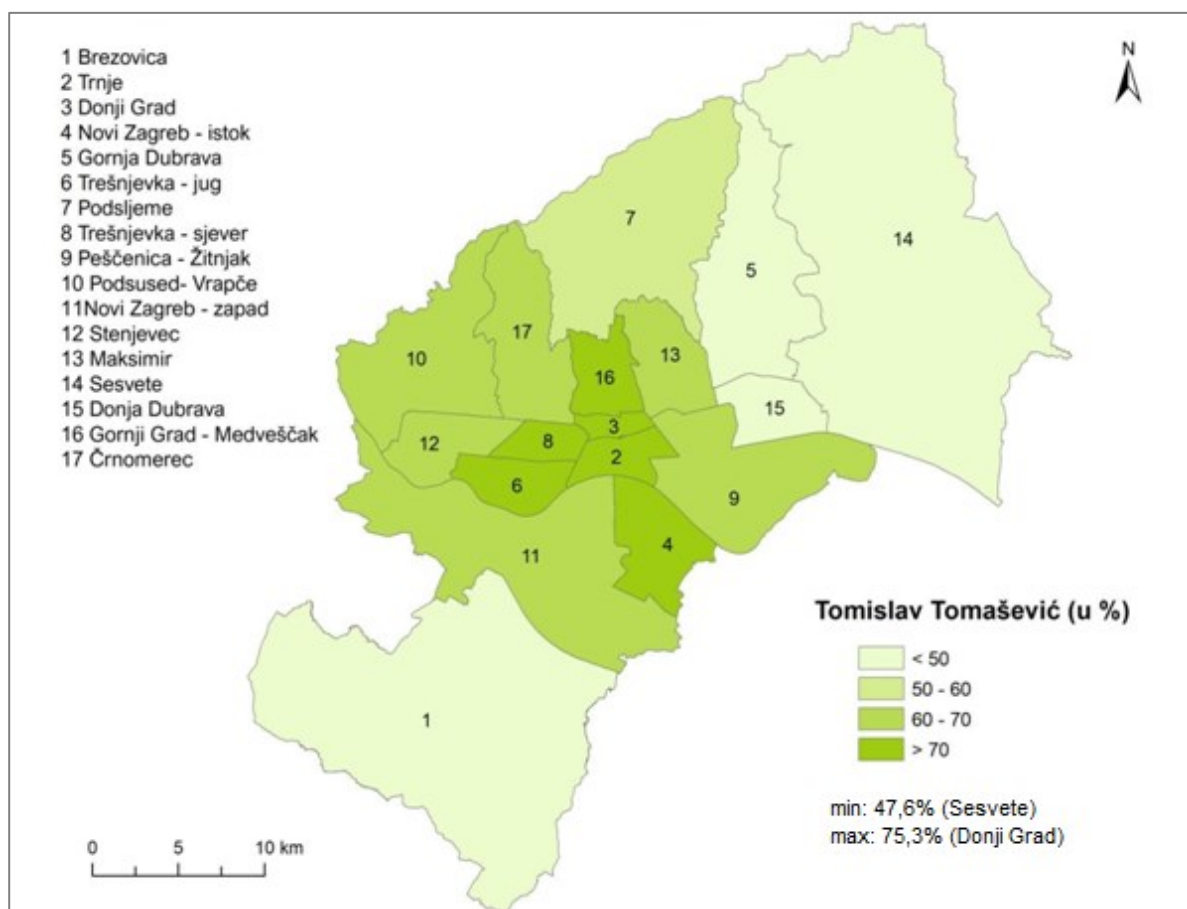 1 Brezovica
2 Trnje
3 Donji Grad
4 Novi Zagreb - istok
5 Gornja Dubrava
6 Trešnjevka - jug
7 Podsljeme
8 Trešnjevka - sjever
9 Peščenica - Žitnjak
10 Podsused- Vrapče
11Novi Zagreb - zapad
12 Stenjevec
13 Maksimir
14 Sesvete
15 Donja Dubrava
16 Gornji Grad - Medveščak
17 Črnomerec
N
7
14
5
17
13
10
16
15
3
12
8
2
6
9
4
11
1
Tomislav Tomašević (u %)
< 50
50 - 60
60 - 70
> 70
min: 47,6% (Sesvete)
max: 75,3% (Donji Grad)
0 5 10 km